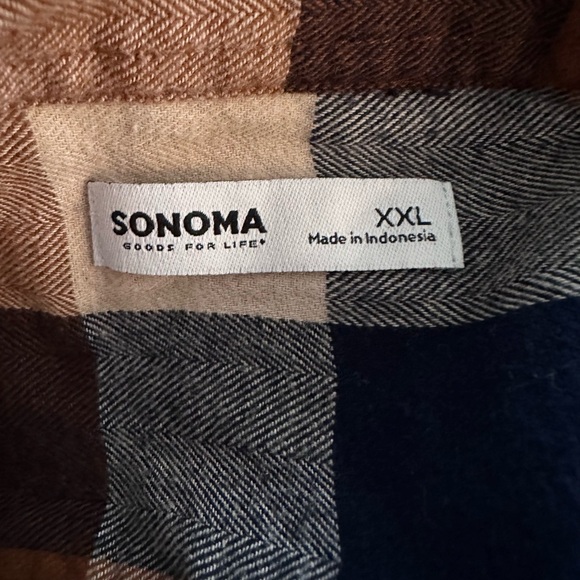 SONOMA
GOODS FOR LIFE
XXL
Made in Indonesia